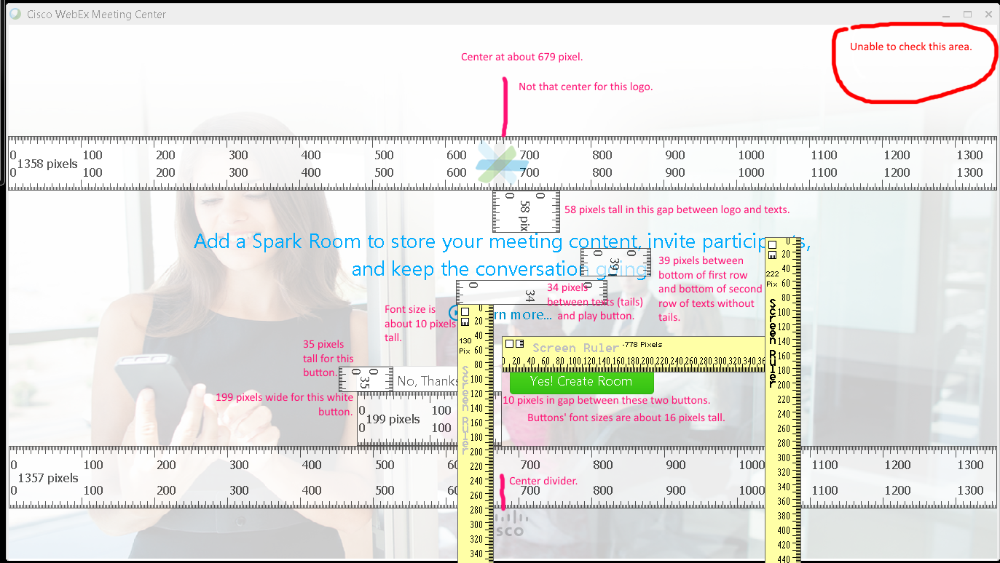 Cisco WebEx Meeting Center
Unable to check this area.
Center at about 679 pixel.
Not that center for this logo.
0 100 200 300 400 500 600 700 800 900 1000 1100 1200 1300
1358 pixels
0 100 200 300 400 500 600 700 800 900 1000 1100 1200 1300
0 0
58 pix
58 pixels tall in this gap between logo and texts.
Add a Spark Room to store your meeting content, invite
and keep the conversation going
0 0
39
39 pixels between
bottom of first row
and bottom of second
row of texts without
tails.
0 0
34
34 pixels
between texts (tails)
and play button.
Font size is
about 10 pixels
tall.
more...
35 pixels
tall for this
button.
0 0
35
No, Thanks
Screen Ruler -778 Pixels
0 20 40 60 80 100 120 140 160 180 200 220 240 260 280 300 320 340
Yes! Create Room
199 pixels wide for this white
button.
0 100
199 pixels
0 100
10 pixels in gap between these two buttons.
Buttons' font sizes are about 16 pixels tall.
0 20 40 60 80 100 120 140 160 180 200 220 240 260 280 300 320 340
130
Pix
Screen Ruler
0 20 40 60 80 100 120 140 160 180 200 220 240 260 280 300 320 340 360 380 400 420 440
222
Pix
Screen Ruler
0 100 200 300 400 500 700 800 900 1000 1100 1200 1300
1357 pixels
0 100 200 300 400 500 700 800 900 1000 1100 1200 1300
Center divider.
sco